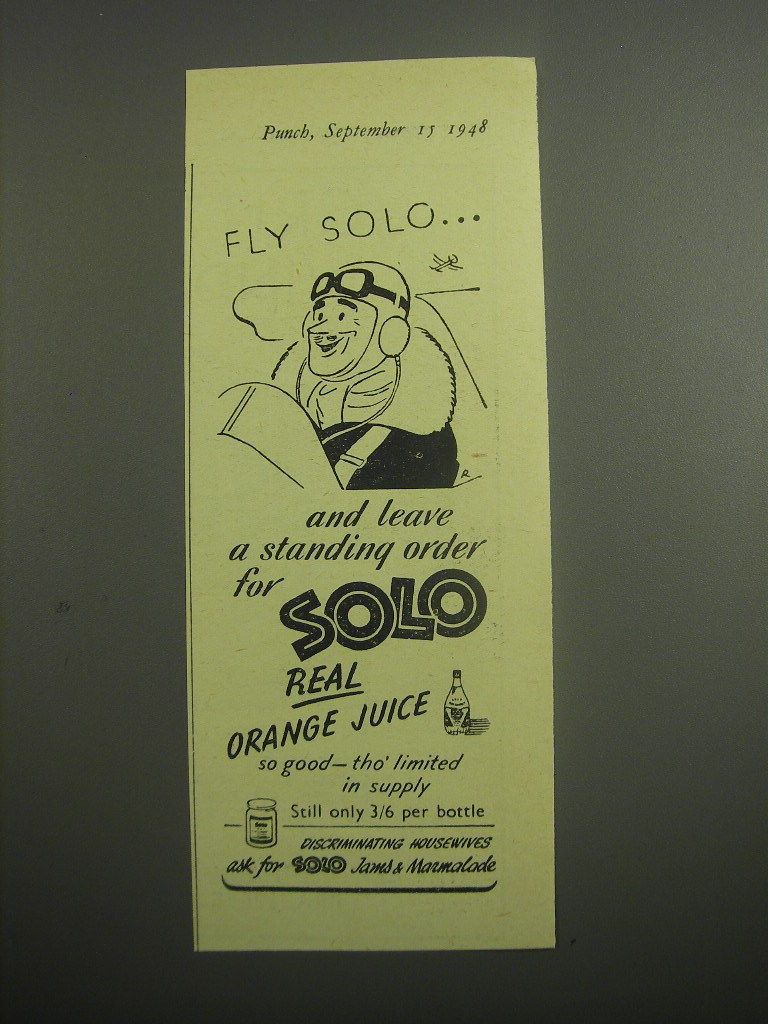 Punch, September 15 1948
FLY SOLO...
R
and leave
a standing order
for SOLO
REAL
ORANGE JUICE
so good—tho' limited
in supply
Still only 3/6 per bottle
DISCRIMINATING HOUSEWIVES
ask for SOLO Jams & Marmalade